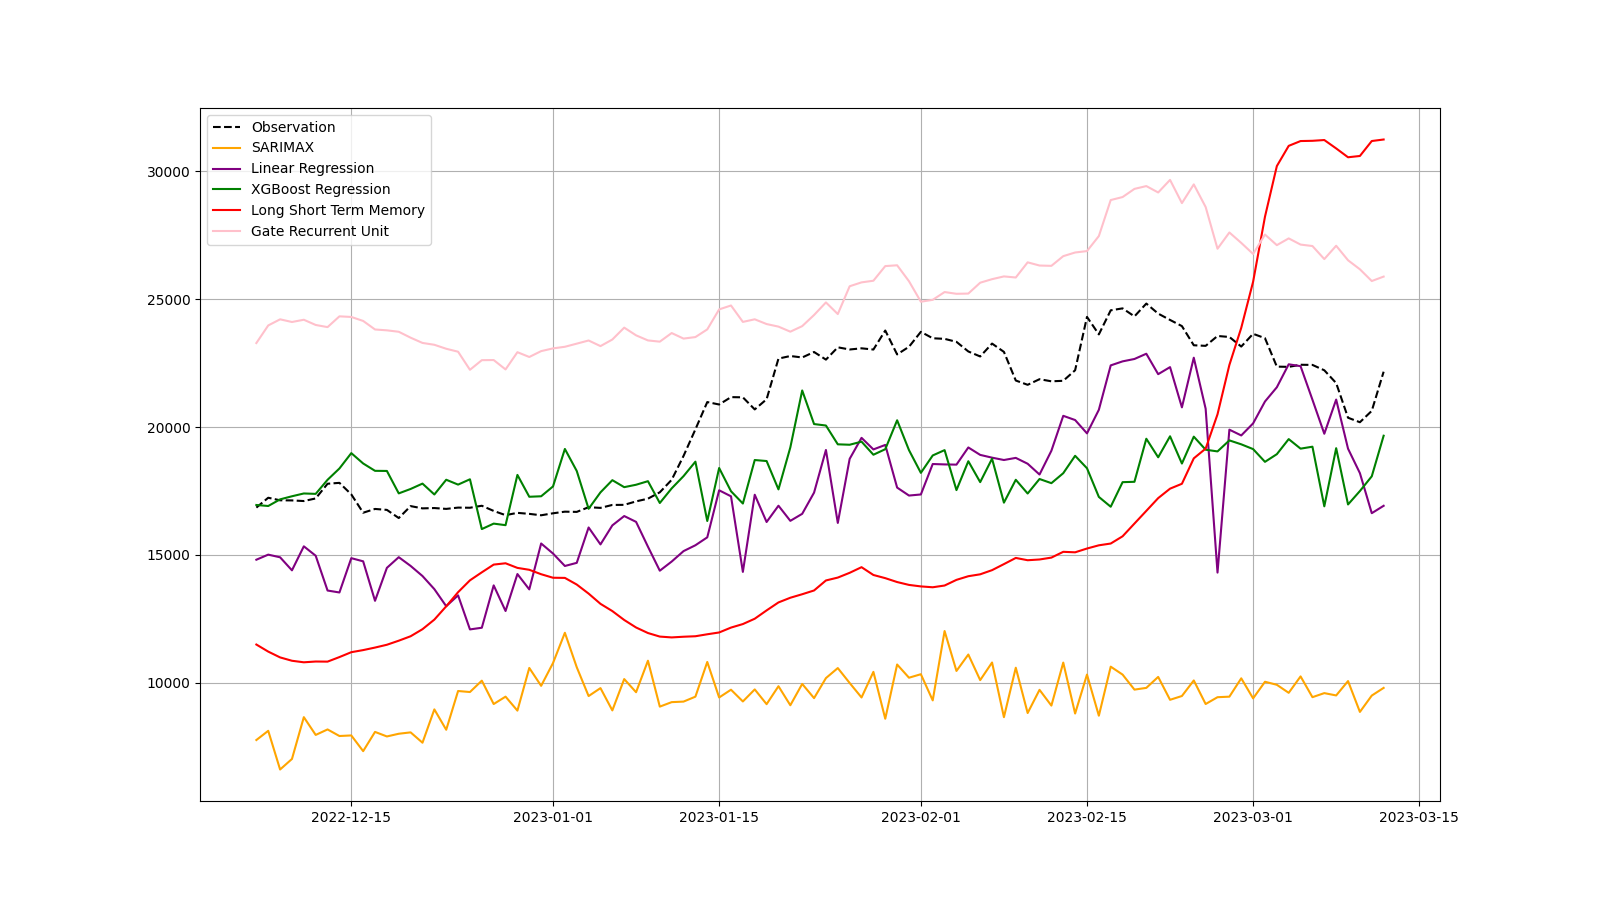 Observation
SARIMAX
Linear Regression
XGBoost Regression
Long Short Term Memory
Gate Recurrent Unit
30000
25000
20000
15000
10000
2022-12-15 2023-01-01 2023-01-15 2023-02-01 2023-02-15 2023-03-01 2023-03-15